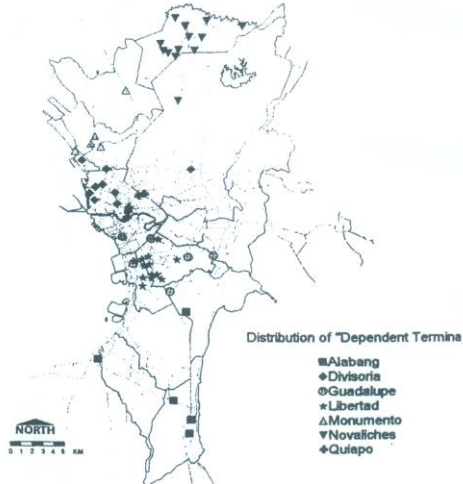 Distribution of "Dependent Termina
Alabang
Divisoria
Guadalupe
Libertad
Monumento
Novaliches
Quiapo
NORTH
0 1 2 3 4 5 KM